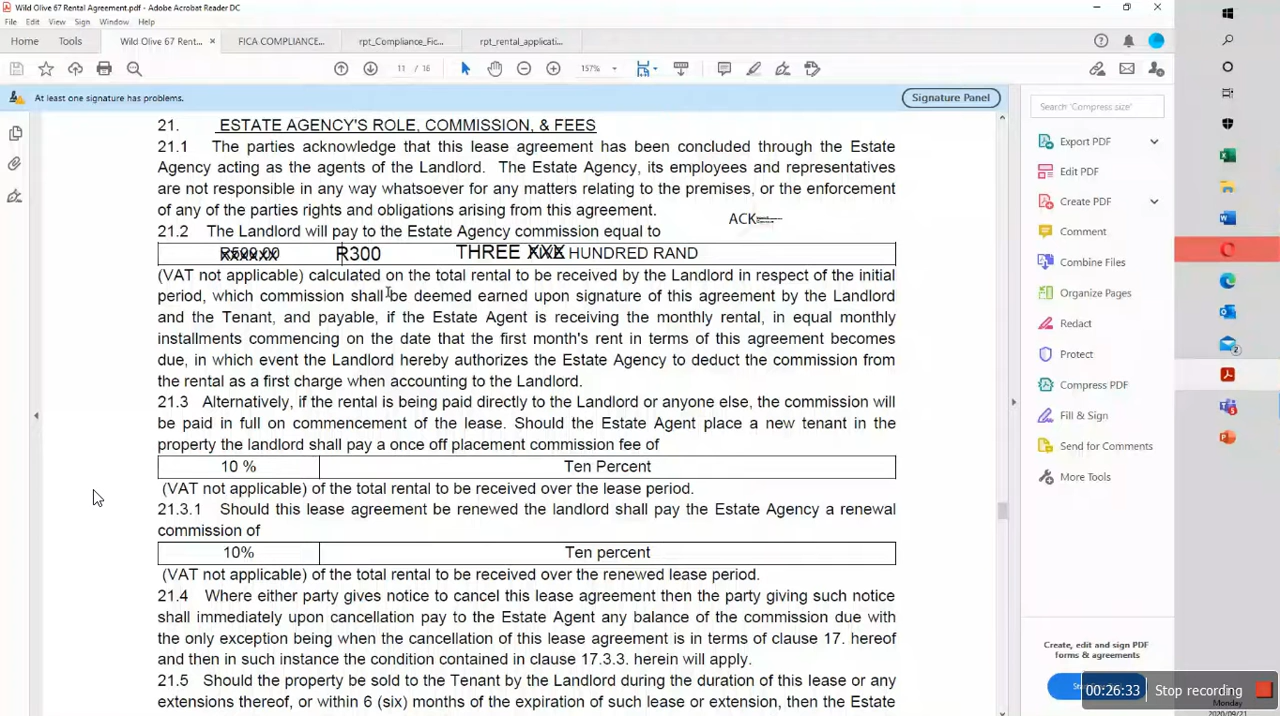 Wild Olive 67 Rental Agreement.pdf - Adobe Acrobat Reader DC
File Edit View Sign Window Help
Home Tools Wild Olive 67 Rent... × FICA COMPLIANCE... rpt_Compliance_Fic... rpt_rental_applicati...
11 / 16 157%
At least one signature has problems. Signature Panel
21. ESTATE AGENCY'S ROLE, COMMISSION, & FEES
21.1 The parties acknowledge that this lease agreement has been concluded through the Estate
Agency acting as the agents of the Landlord. The Estate Agency, its employees and representatives
are not responsible in any way whatsoever for any matters relating to the premises, or the enforcement
of any of the parties rights and obligations arising from this agreement.
ACK
21.2 The Landlord will pay to the Estate Agency commission equal to
R300 THREE XXX HUNDRED RAND
(VAT not applicable) calculated on the total rental to be received by the Landlord in respect of the initial
period, which commission shall be deemed earned upon signature of this agreement by the Landlord
and the Tenant, and payable, if the Estate Agent is receiving the monthly rental, in equal monthly
installments commencing on the date that the first month's rent in terms of this agreement becomes
due, in which event the Landlord hereby authorizes the Estate Agency to deduct the commission from
the rental as a first charge when accounting to the Landlord.
21.3 Alternatively, if the rental is being paid directly to the Landlord or anyone else, the commission will
be paid in full on commencement of the lease. Should the Estate Agent place a new tenant in the
property the landlord shall pay a once off placement commission fee of
10 % Ten Percent
(VAT not applicable) of the total rental to be received over the lease period.
21.3.1 Should this lease agreement be renewed the landlord shall pay the Estate Agency a renewal
commission of
10% Ten percent
(VAT not applicable) of the total rental to be received over the renewed lease period.
21.4 Where either party gives notice to cancel this lease agreement then the party giving such notice
shall immediately upon cancellation pay to the Estate Agent any balance of the commission due with
the only exception being when the cancellation of this lease agreement is in terms of clause 17. hereof
and then in such instance the condition contained in clause 17.3.3. herein will apply.
21.5 Should the property be sold to the Tenant by the Landlord during the duration of this lease or any
extensions thereof, or within (six) months of the expiration of such lease or extension, then the Estate
Search 'Compress size'
Export PDF
Edit PDF
Create PDF
Comment
Combine Files
Organize Pages
Redact
Protect
Compress PDF
Fill & Sign
Send for Comments
More Tools
Create, edit and sign PDF
forms & agreements
00:26:33 Stop recording
Monday
2020/09/21